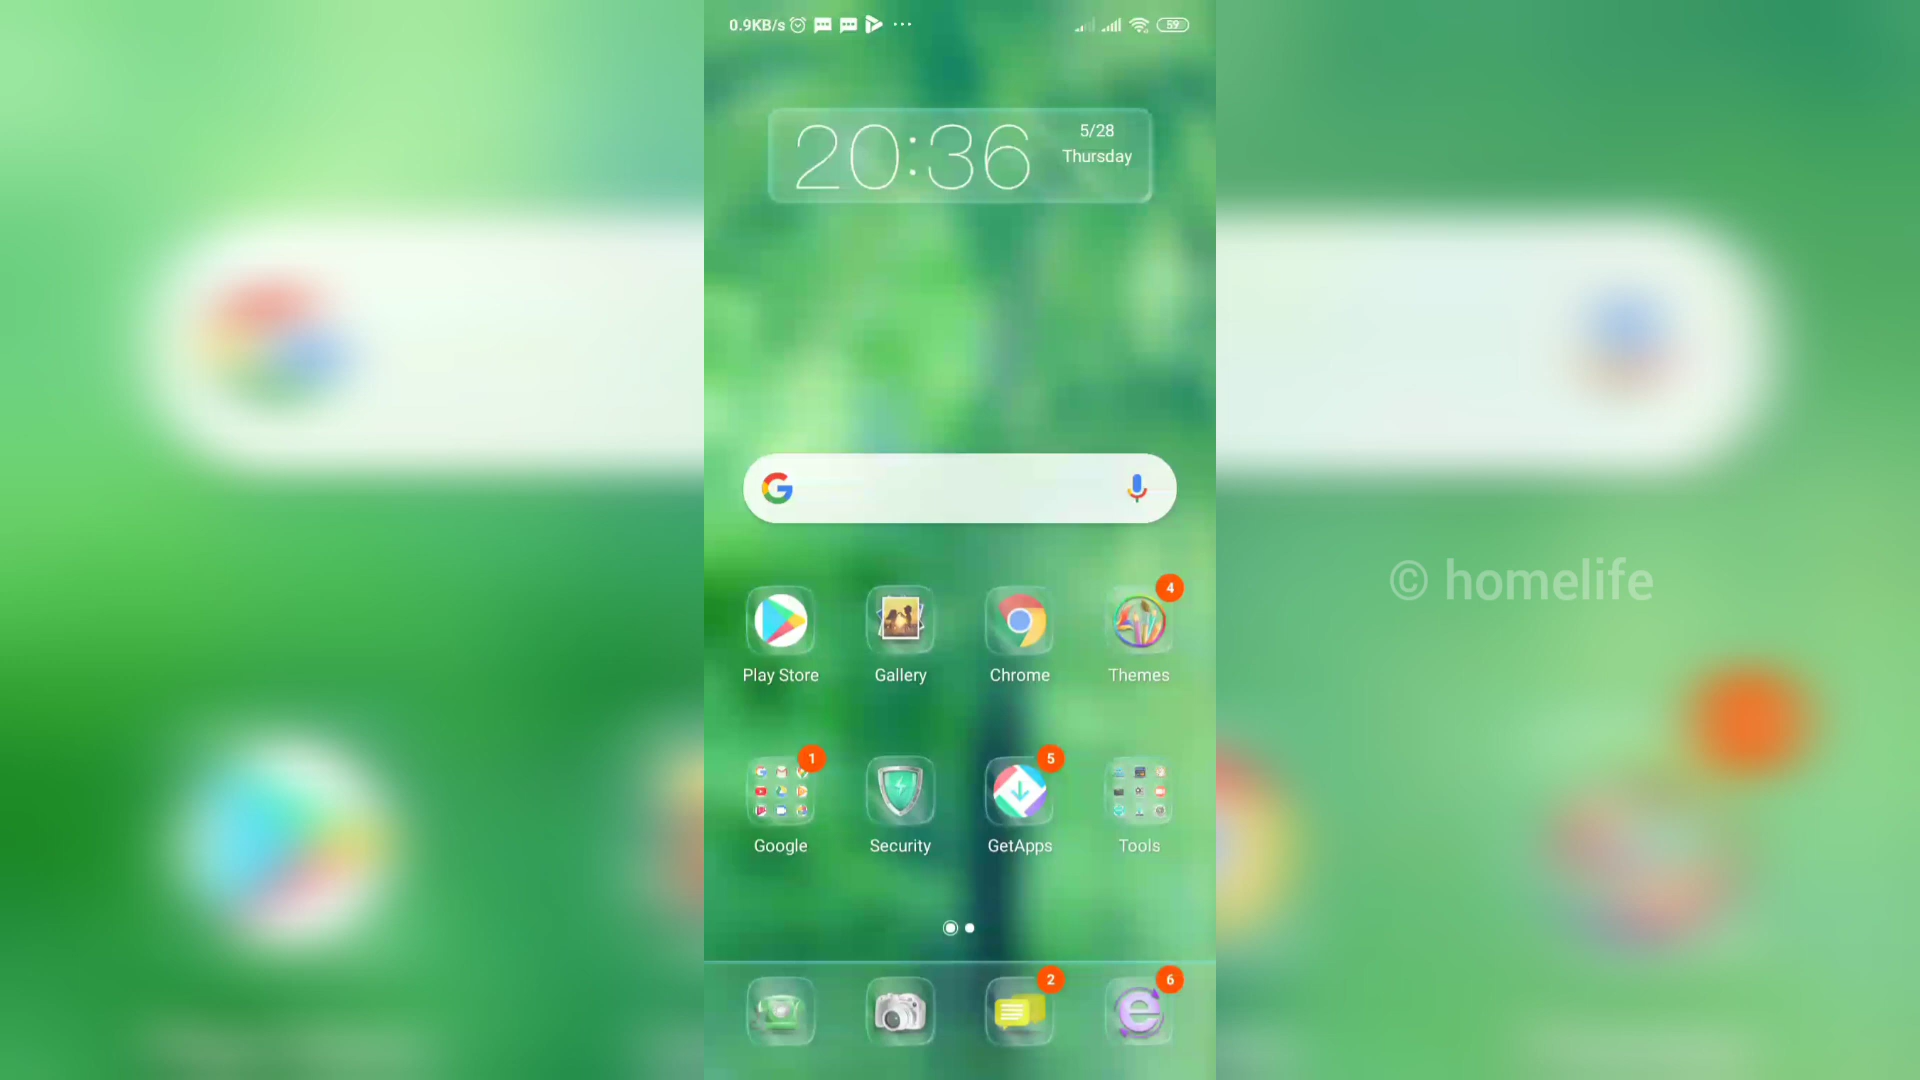 0.9KB/s ... 59
20:36
5/28
Thursday
© homelife
4
Play Store Gallery Chrome Themes
1 5
Google Security GetApps Tools
2 6